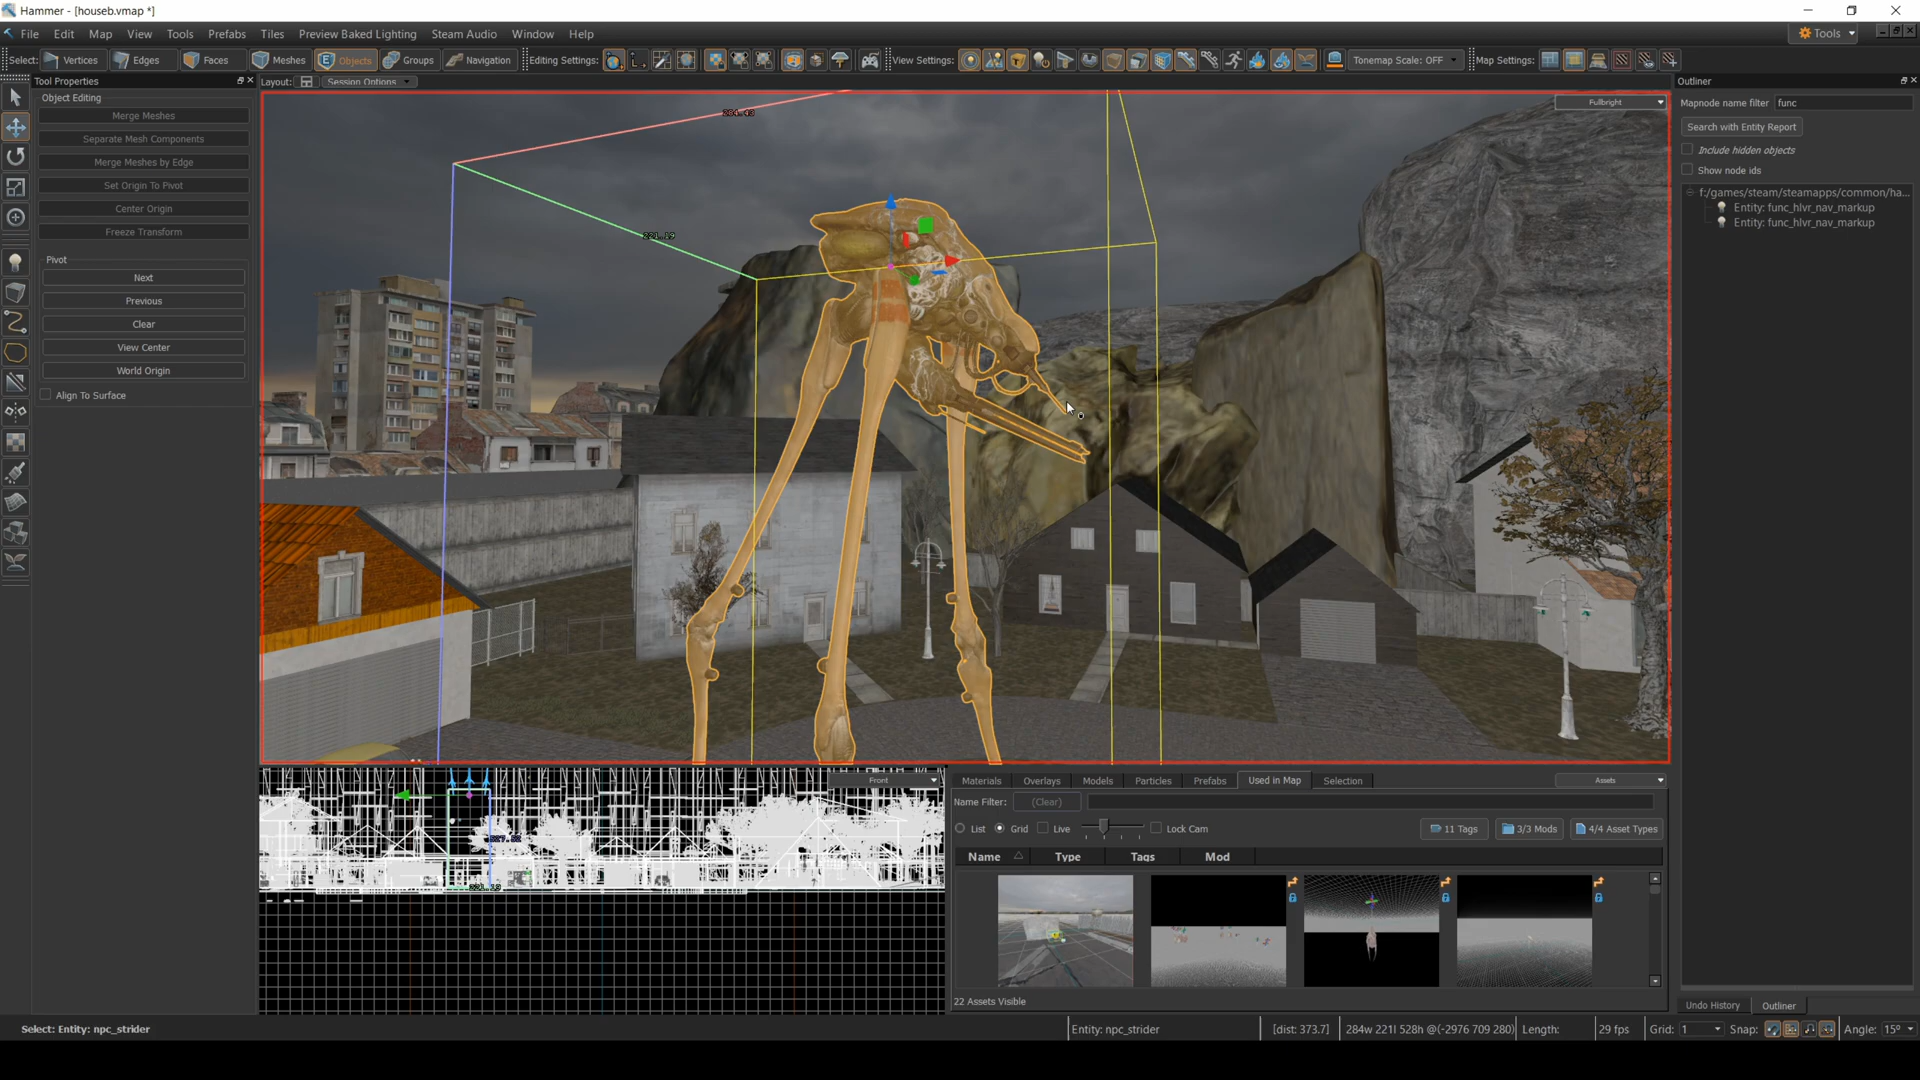 Hammer - [houseb.vmap *]
File Edit Map View Tools Prefabs Tiles Preview Baked Lighting Steam Audio Window Help
Tools
Select: Vertices Edges Faces Meshes Objects Groups Navigation Editing Settings: View Settings: Tonemap Scale: OFF Map Settings:
Tool Properties
Layout: Session Options
Outliner
Object Editing
Merge Meshes
Separate Mesh Components
Merge Meshes by Edge
Set Origin To Pivot
Center Origin
Freeze Transform
Pivot
Next
Previous
Clear
View Center
World Origin
Align To Surface
Fullbright
221.19
Mapnode name filter func
Search with Entity Report
Include hidden objects
Show node ids
f:/games/steam/steamapps/common/ha...
Entity: func_hlvr_nav_markup
Entity: func_hlvr_nav_markup
Front
Materials Overlays Models Particles Prefabs Used in Map Selection Assets
Name Filter: (Clear)
List Grid Live Lock Cam 11 Tags 3/3 Mods 4/4 Asset Types
Name Type Tags Mod
22 Assets Visible
Undo History Outliner
Select: Entity: npc_strider
Entity: npc_strider [dist: 373.7] 284w 221l 528h @(-2976 709 280) Length: 29 fps Grid: 1 Snap: Angle: 15°